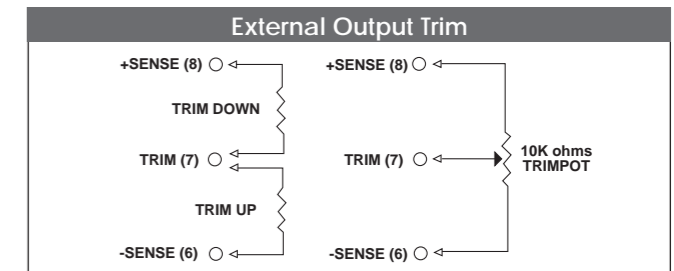 External Output Trim
+SENSE (8)
TRIM DOWN
TRIM (7)
TRIM UP
-SENSE (6)
+SENSE (8)
TRIM (7)
10K ohms
TRIMPOT
-SENSE (6)